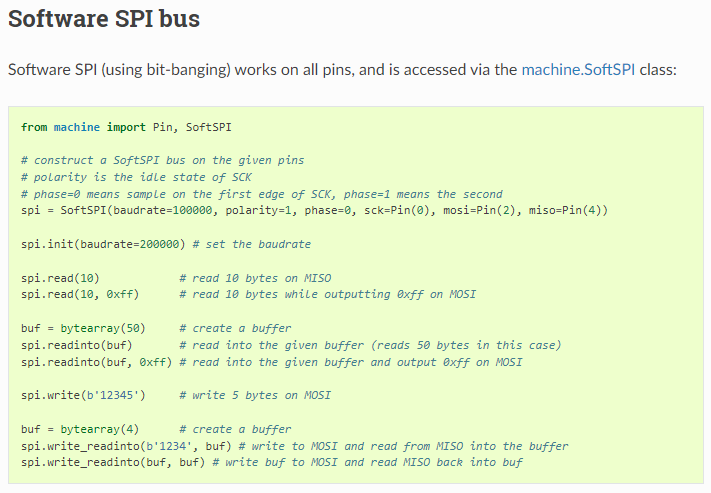 Software SPI bus
Software SPI (using bit-banging) works on all pins, and is accessed via the machine.SoftSPI class:
from machine import Pin, SoftSPI
# construct a SoftSPI bus on the given pins
# polarity is the idle state of SCK
# phase=0 means sample on the first edge of SCK, phase=1 means the second
spi = SoftSPI(baudrate=100000, polarity=1, phase=0, sck=Pin(0), mosi=Pin(2), miso=Pin(4))
spi.init(baudrate=200000) # set the baudrate
spi.read(10)            # read 10 bytes on MISO
spi.read(10, 0xff)      # read 10 bytes while outputting 0xff on MOSI
buf = bytearray(50)     # create a buffer
spi.readinto(buf)       # read into the given buffer (reads 50 bytes in this case)
spi.readinto(buf, 0xff) # read into the given buffer and output 0xff on MOSI
spi.write(b'12345')     # write 5 bytes on MOSI
buf = bytearray(4)      # create a buffer
spi.write_readinto(b'1234', buf) # write to MOSI and read from MISO into the buffer
spi.write_readinto(buf, buf) # write buf to MOSI and read MISO back into buf